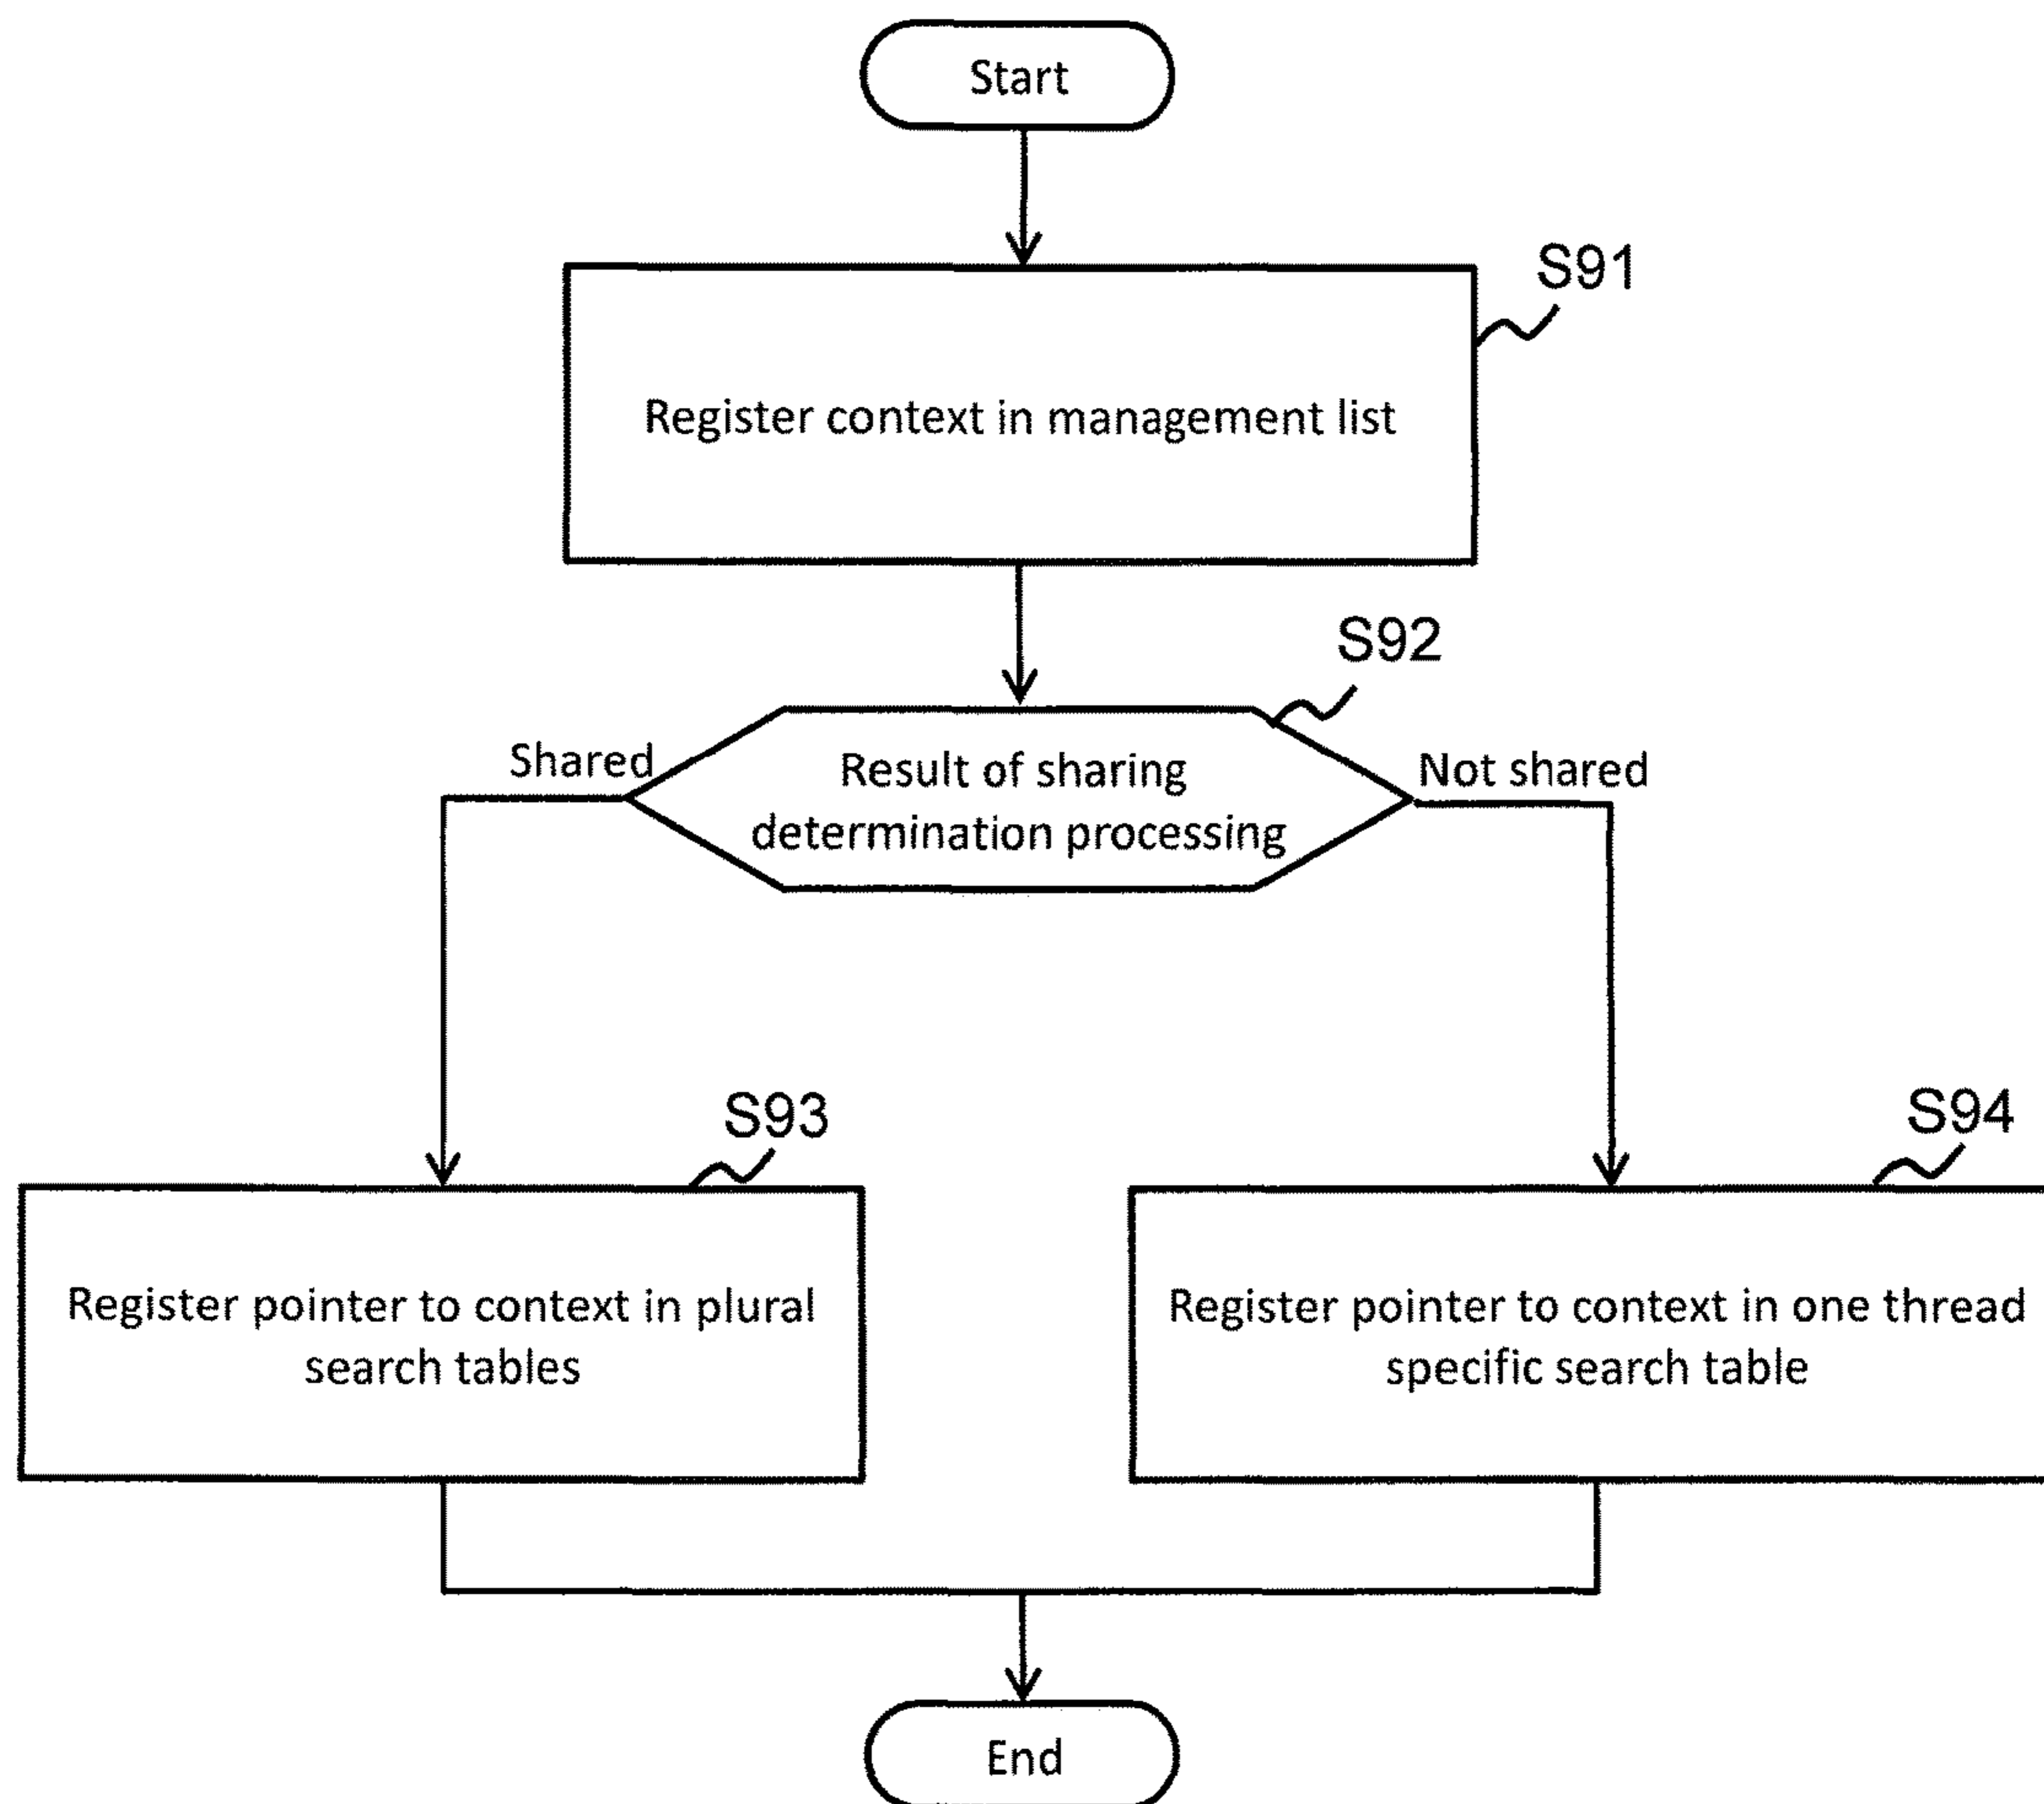 Start
S91
Register context in management list
S92
Shared
Result of sharing
determination processing
Not shared
S93
S94
Register pointer to context in plural
search tables
Register pointer to context in one thread
specific search table
End